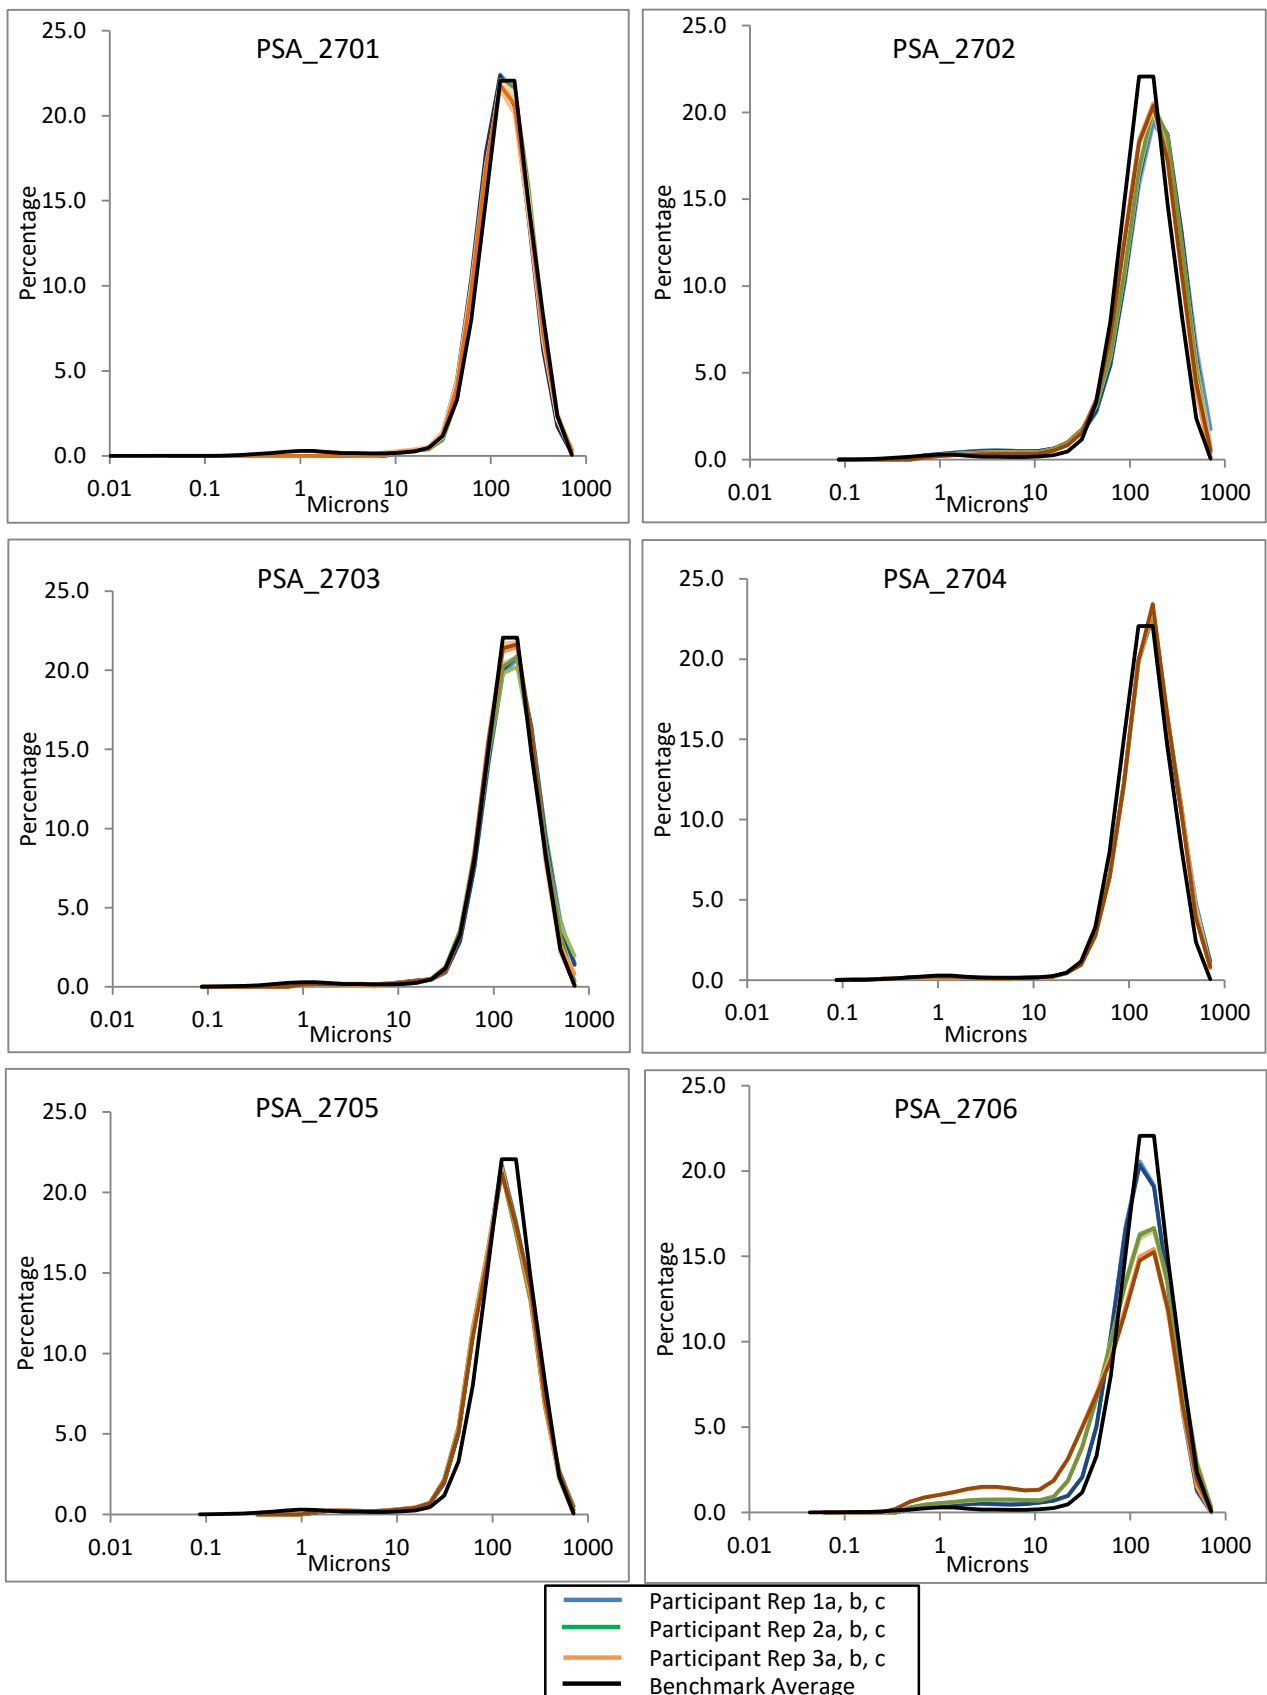 PSA_2701
25.0
20.0
15.0
10.0
5.0
0.0
Percentage
0.01 0.1 1 10 100 1000
Microns
PSA_2702
25.0
20.0
15.0
10.0
5.0
0.0
Percentage
0.01 0.1 1 10 100 1000
Microns
PSA_2703
25.0
20.0
15.0
10.0
5.0
0.0
Percentage
0.01 0.1 1 10 100 1000
Microns
PSA_2704
25.0
20.0
15.0
10.0
5.0
0.0
Percentage
0.01 0.1 1 10 100 1000
Microns
PSA_2705
25.0
20.0
15.0
10.0
5.0
0.0
Percentage
0.01 0.1 1 10 100 1000
Microns
PSA_2706
25.0
20.0
15.0
10.0
5.0
0.0
Percentage
0.01 0.1 1 10 100 1000
Microns
Participant Rep 1a, b, c
Participant Rep 2a, b, c
Participant Rep 3a, b, c
Benchmark Average